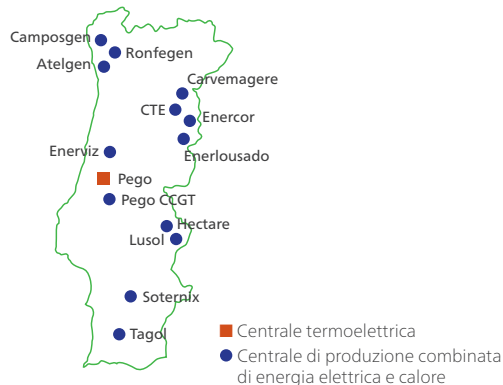 Camposgen
Ronfegen
Atelgen
Carvemagere
CTE
Enercor
Enerlousado
Enerviz
Pego
Pego CCGT
Hectare
Lusol
Soternix
Tagol
Centrale termoelettrica
Centrale di produzione combinata
di energia elettrica e calore